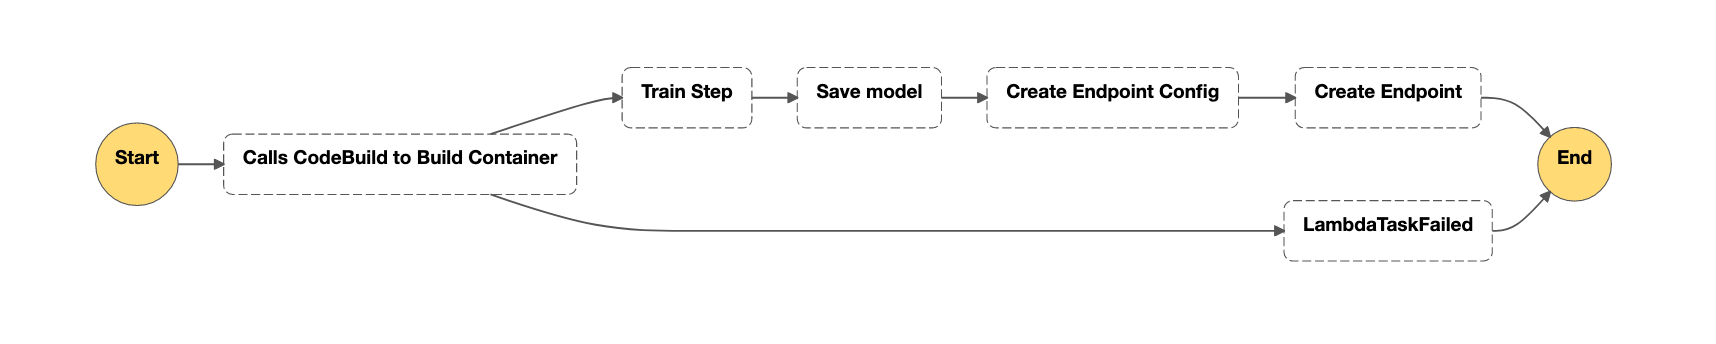 Start
Calls CodeBuild to Build Container
Train Step
Save model
Create Endpoint Config
Create Endpoint
LambdaTaskFailed
End